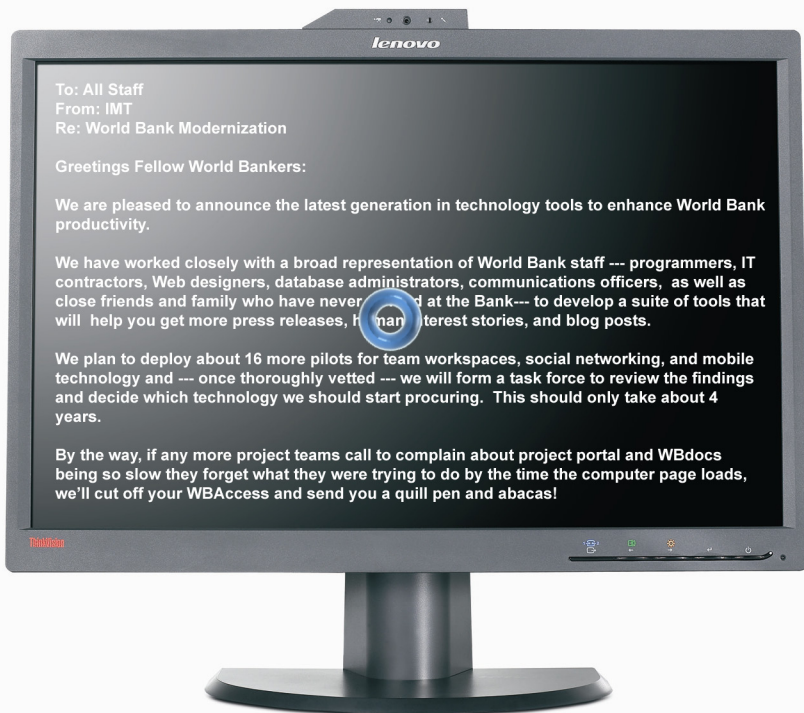 lenovo
To: All Staff
From: IMT
Re: World Bank Modernization
Greetings Fellow World Bankers:
We are pleased to announce the latest generation in technology tools to enhance World Bank
productivity.
We have worked closely with a broad representation of World Bank staff --- programmers, IT
contractors, Web designers, database administrators, communications officers, as well as
close friends and family who have never at the Bank--- to develop a suite of tools that
will help you get more press releases, stories, and blog posts.
We plan to deploy about 16 more pilots for team workspaces, social networking, and mobile
technology and --- once thoroughly vetted --- we will form a task force to review the findings
and decide which technology we should start procuring. This should only take about 4
years.
By the way, if any more project teams call to complain about project portal and WBdocs
being so slow they forget what they were trying to do by the time the computer page loads,
we'll cut off your WBAccess and send you a quill pen and abacas!
ThinkVision